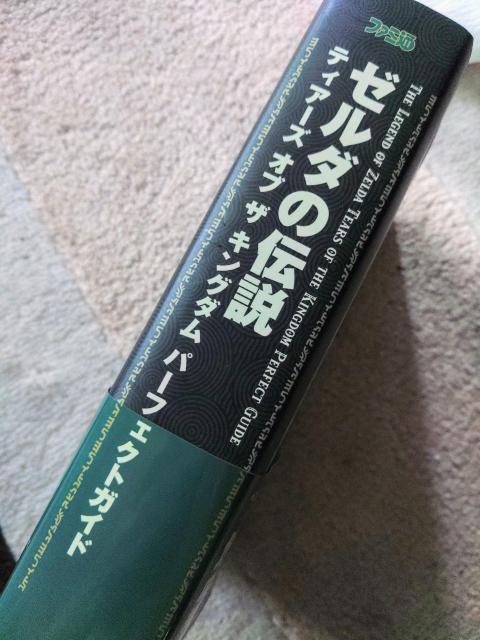 ファミ通
THE LEGEND OF ZELDA TEARS OF THE KINGDOM PERFECT GUIDE
ゼルダの伝説
ティアーズ オブ ザ キングダム パーフェクトガイド